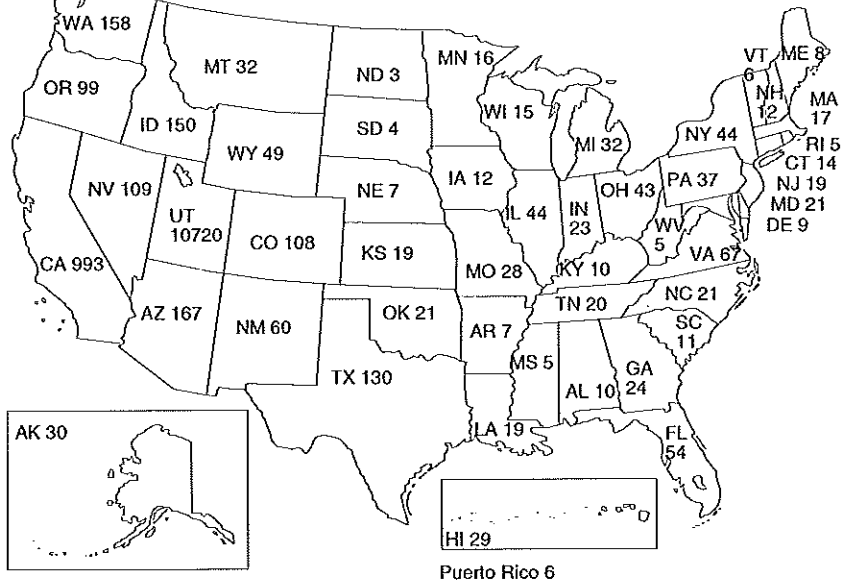 WA 158
MT 32
ND 3
MN 16
VT
6
ME 8
OR 99
NH
12
MA
17
ID 150
SD 4
WI 15
MI 32
NY 44
RI 5
WY 49
CT 14
NV 109
NE 7
IA 12
OH 43
PA 37
NJ 19
MD 21
UT
10720
CO 108
IL 44
IN
23
WV
5
DE 9
CA 993
KS 19
MO 28
KY 10
VA 67
AZ 167
NM 60
OK 21
AR 7
TN 20
NC 21
SC
11
TX 130
MS 5
AL 10
GA
24
LA 19
FL
54
AK 30
HI 29
Puerto Rico 6